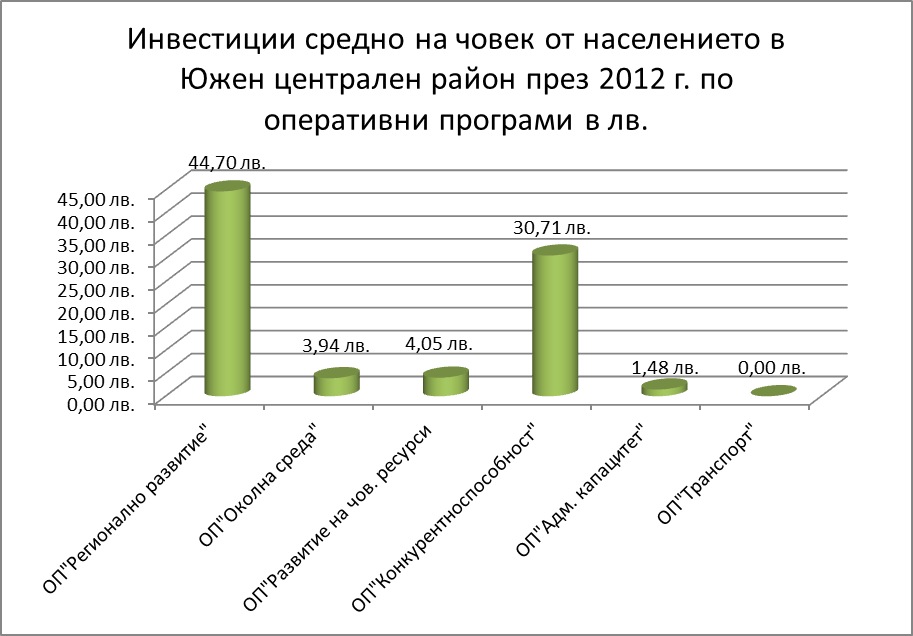 Инвестиции средно на човек от населението в
Южен централен район през 2012 г. по
оперативни програми в лв.
44,70 лв.
3,94 лв.
4,05 лв.
30,71 лв.
1,48 лв.
0,00 лв.
45,00 лв.
40,00 лв.
35,00 лв.
30,00 лв.
25,00 лв.
20,00 лв.
15,00 лв.
10,00 лв.
5,00 лв.
0,00 лв.
ОП"Регионално развитие"
ОП"Околна среда"
ОП"Развитие на чов. ресурси
ОП"Конкурентноспособност"
ОП"Адм. капацитет"
ОП"Транспорт"